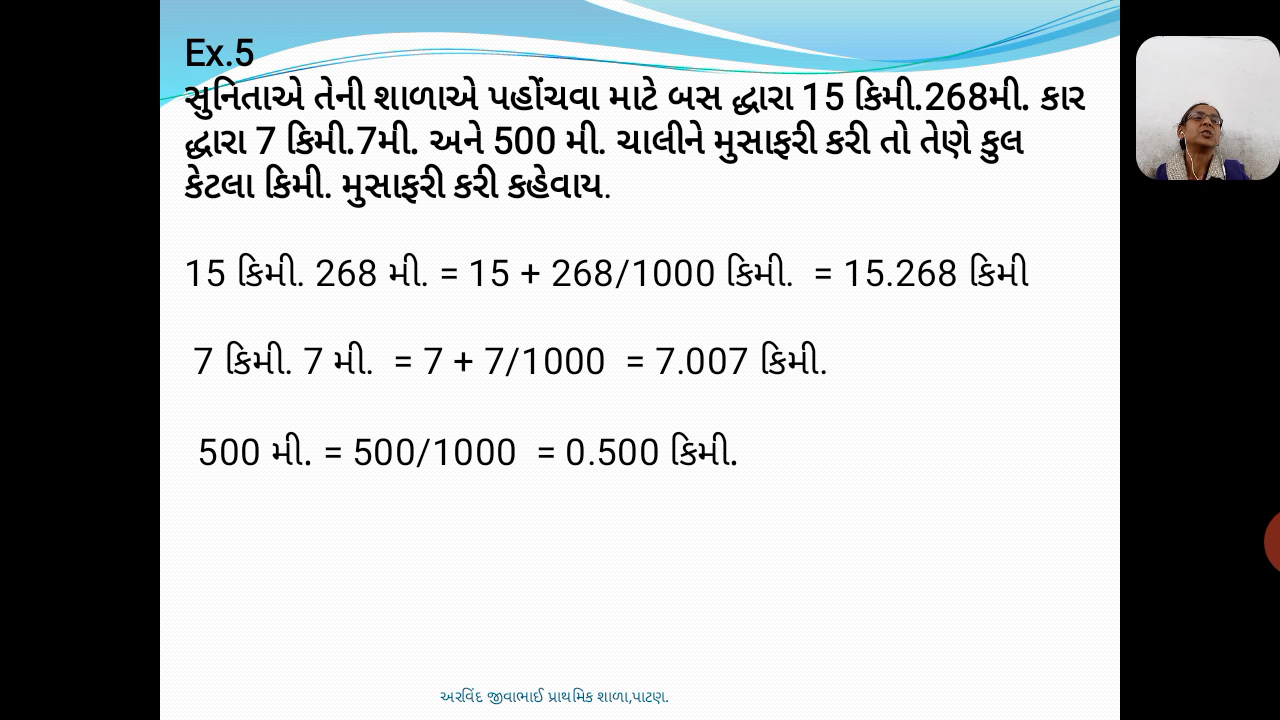 Ex.5
સુનિતાએ તેની શાળાએ પહોંચવા માટે બસ દ્ધારા 15 કિમી.268મી. કાર
દ્ધારા 7 કિમી.7મી. અને 500 મી. ચાલીને મુસાફરી કરી તો તેણે કુલ
કેટલા કિમી. મુસાફરી કરી કહેવાય.
15 કિમી. 268 મી. = 15 + 268/1000 કિમી. = 15.268 કિમી
7 કિમી. 7 મી. = 7 + 7/1000 = 7.007 કિમી.
500 મી. = 500/1000 = 0.500 કિમી.
અરવિંદ જીવાભાઈ પ્રાથમિક શાળા,પાટણ.